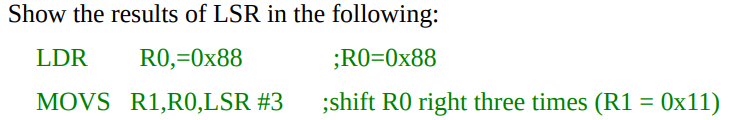 Show the results of LSR in the following:
LDR R0,=0x88 ;R0=0x88
MOVS R1,R0,LSR #3 ;shift R0 right three times (R1 = 0x11)